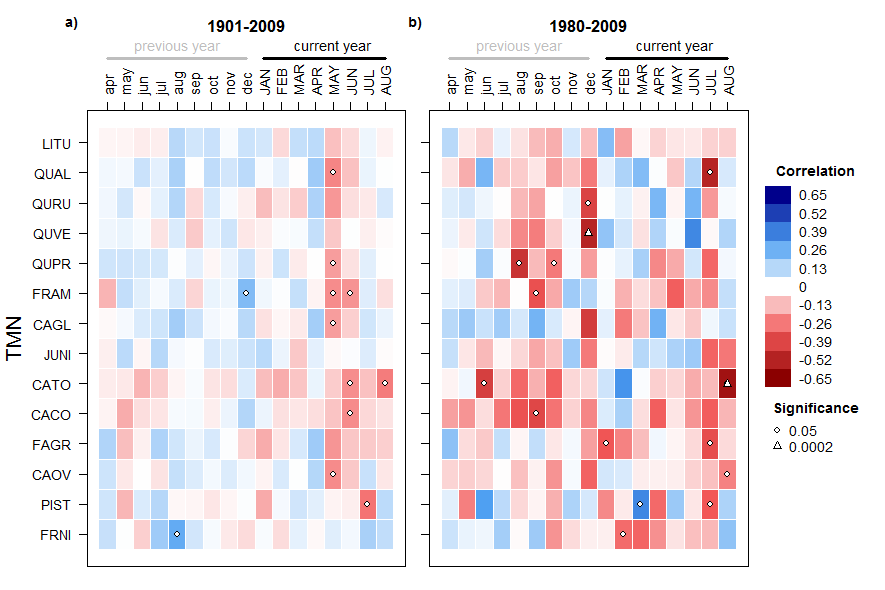 a) 1901-2009 b) 1980-2009
previous year current year previous year current year
apr may jun jul aug sep oct nov dec JAN FEB MAR APR MAY JUN JUL AUG apr may jun jul aug sep oct nov dec JAN FEB MAR APR MAY JUN JUL AUG
TMN
LITU
QUAL
QURU
QUVE
QUPR
FRAM
CAGL
JUNI
CATO
CACO
FAGR
CAOV
PIST
FRNI
Correlation
0.65
0.52
0.39
0.26
0.13
0
-0.13
-0.26
-0.39
-0.52
-0.65
Significance
0.05
0.0002